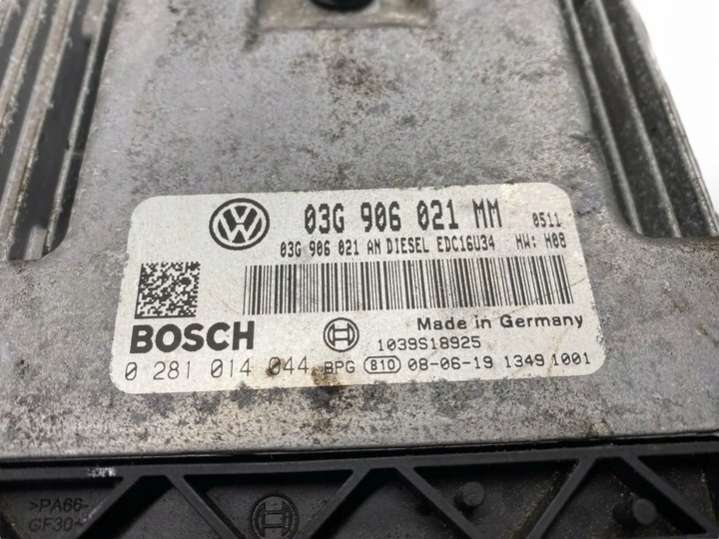 03G 906 021 MM 0511
03G 906 021 AM DIESEL EDC16U34 HW: H08
BOSCH
Made in Germany
1039S18925
0 281 014 044 BPG 810 08-06-19 1349 1001
>PA66-
GF30<